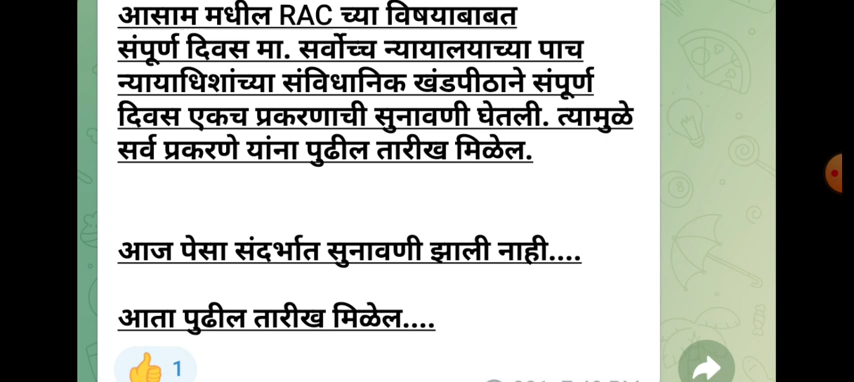 आसाम मधील RAC च्या विषयाबाबत
संपूर्ण दिवस मा. सर्वोच्च न्यायालयाच्या पाच
न्यायाधिशांच्या संविधानिक खंडपीठाने संपूर्ण
दिवस एकच प्रकरणाची सुनावणी घेतली. त्यामुळे
सर्व प्रकरणे यांना पुढील तारीख मिळेल.
आज पेसा संदर्भात सुनावणी झाली नाही....
आता पुढील तारीख मिळेल....
1